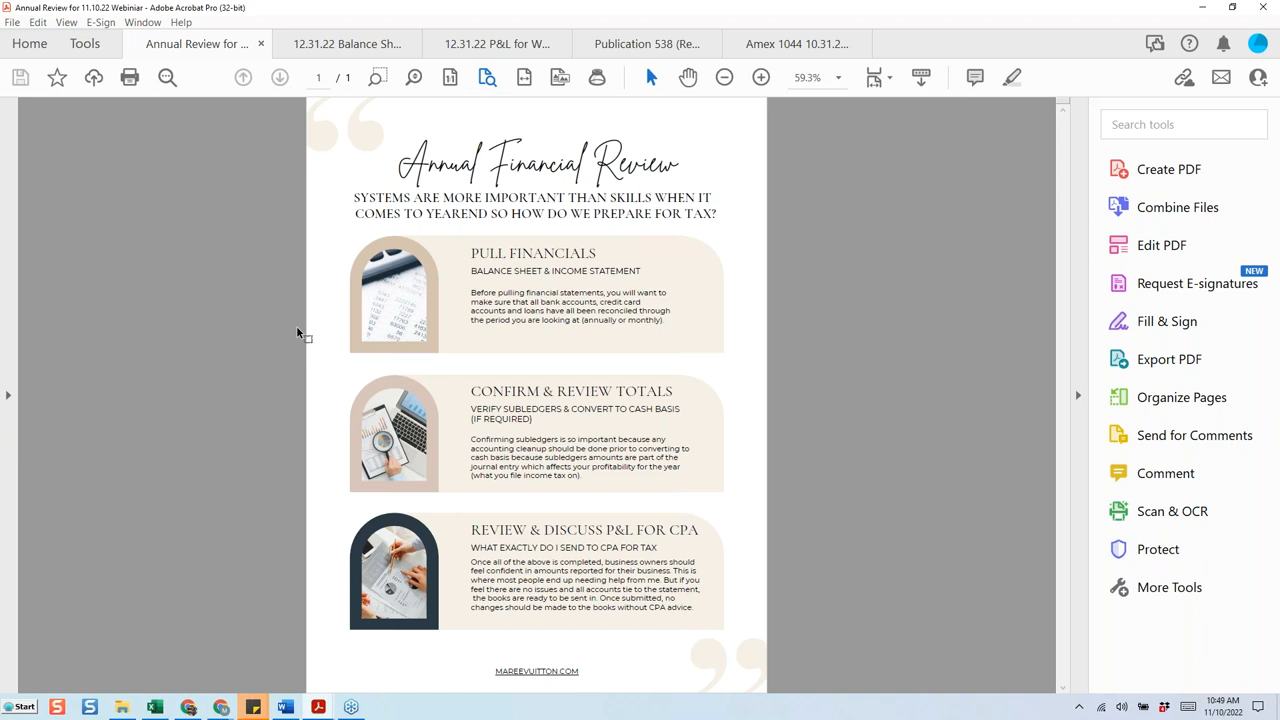 Annual Review for 11.10.22 Webiniar - Adobe Acrobat Pro (32-bit)
File Edit View E-Sign Window Help
Home Tools Annual Review for ... × 12.31.22 Balance Sh... 12.31.22 P&L for W... Publication 538 (Re... Amex 1044 10.31.2...
1 / 1 59.3%
Search tools
Create PDF
Combine Files
Edit PDF
NEW
Request E-signatures
Fill & Sign
Export PDF
Organize Pages
Send for Comments
Comment
Scan & OCR
Protect
More Tools
Annual Financial Review
SYSTEMS ARE MORE IMPORTANT THAN SKILLS WHEN IT
COMES TO YEAREND SO HOW DO WE PREPARE FOR TAX?
PULL FINANCIALS
BALANCE SHEET & INCOME STATEMENT
Before pulling financial statements, you will want to
make sure that all bank accounts, credit card
accounts and loans have all been reconciled through
the period you are looking at (annually or monthly).
CONFIRM & REVIEW TOTALS
VERIFY SUBLEDGERS & CONVERT TO CASH BASIS
(IF REQUIRED)
Confirming subledgers is so important because any
accounting cleanup should be done prior to converting to
cash basis because subledgers amounts are part of the
journal entry which affects your profitability for the year
(what you file income tax on).
REVIEW & DISCUSS P&L FOR CPA
WHAT EXACTLY DO I SEND TO CPA FOR TAX
Once all of the above is completed, business owners should
feel confident in amounts reported for their business. This is
where most people end up needing help from me. But if you
feel there are no issues and all accounts tie to the statement,
the books are ready to be sent in. Once submitted, no
changes should be made to the books without CPA advice.
MAREEVUITTON.COM
Start
10:49 AM
11/10/2022